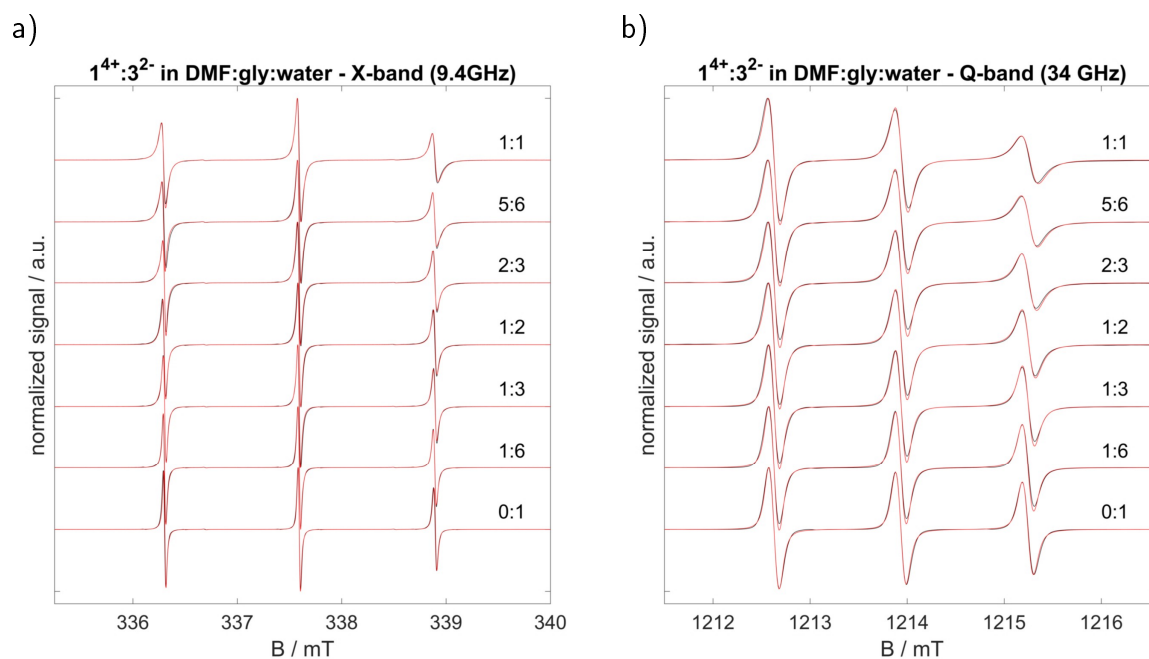 a)
1⁴⁺:3²⁻ in DMF:gly:water - X-band (9.4GHz)
normalized signal / a.u.
1:1
5:6
2:3
1:2
1:3
1:6
0:1
336 337 338 339 340
B / mT
b)
1⁴⁺:3²⁻ in DMF:gly:water - Q-band (34 GHz)
normalized signal / a.u.
1:1
5:6
2:3
1:2
1:3
1:6
0:1
1212 1213 1214 1215 1216
B / mT